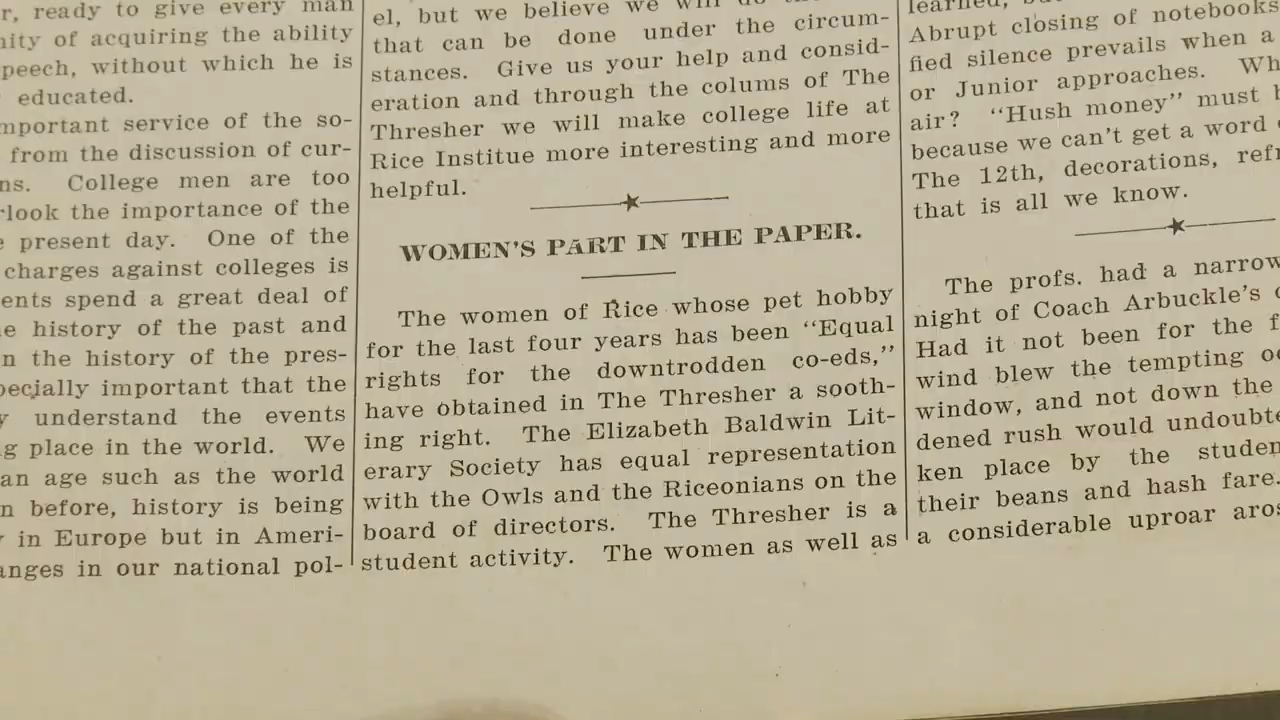 r, ready to give every man
nity of acquiring the ability
peech, without which he is
educated.
mportant service of the so-
from the discussion of cur-
ns. College men are too
rlook the importance of the
e present day. One of the
charges against colleges is
ents spend a great deal of
e history of the past and
n the history of the pres-
pecially important that the
y understand the events
g place in the world. We
an age such as the world
n before, history is being
y in Europe but in Ameri-
anges in our national pol-
el, but we believe we will do
that can be done under the circum-
stances. Give us your help and consid-
eration and through the colums of The
Thresher we will make college life at
Rice Institue more interesting and more
helpful.
WOMEN'S PART IN THE PAPER.
The women of Rice whose pet hobby
for the last four years has been "Equal
rights for the downtrodden co-eds,"
have obtained in The Thresher a sooth-
ing right. The Elizabeth Baldwin Lit-
erary Society has equal representation
with the Owls and the Riceonians on the
board of directors. The Thresher is a
student activity. The women as well as
learned,
Abrupt closing of notebooks
fied silence prevails when a
or Junior approaches. Wh
air? "Hush money" must b
because we can't get a word
The 12th, decorations, refr
that is all we know.
The profs. had a narrow
night of Coach Arbuckle's
Had it not been for the f
wind blew the tempting o
window, and not down the
dened rush would undoubte
ken place by the studen
their beans and hash fare.
a considerable uproar aros